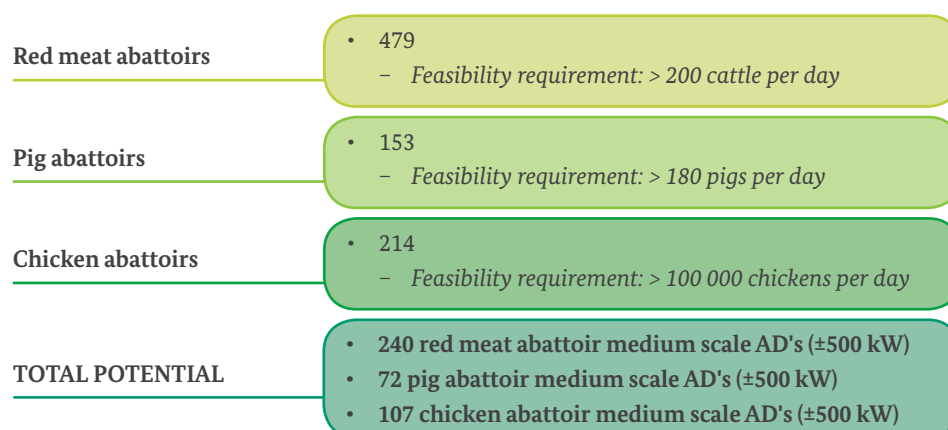 Red meat abattoirs
• 479
– Feasibility requirement: > 200 cattle per day
Pig abattoirs
• 153
– Feasibility requirement: > 180 pigs per day
Chicken abattoirs
• 214
– Feasibility requirement: > 100 000 chickens per day
TOTAL POTENTIAL
• 240 red meat abattoir medium scale AD's (±500 kW)
• 72 pig abattoir medium scale AD's (±500 kW)
• 107 chicken abattoir medium scale AD's (±500 kW)